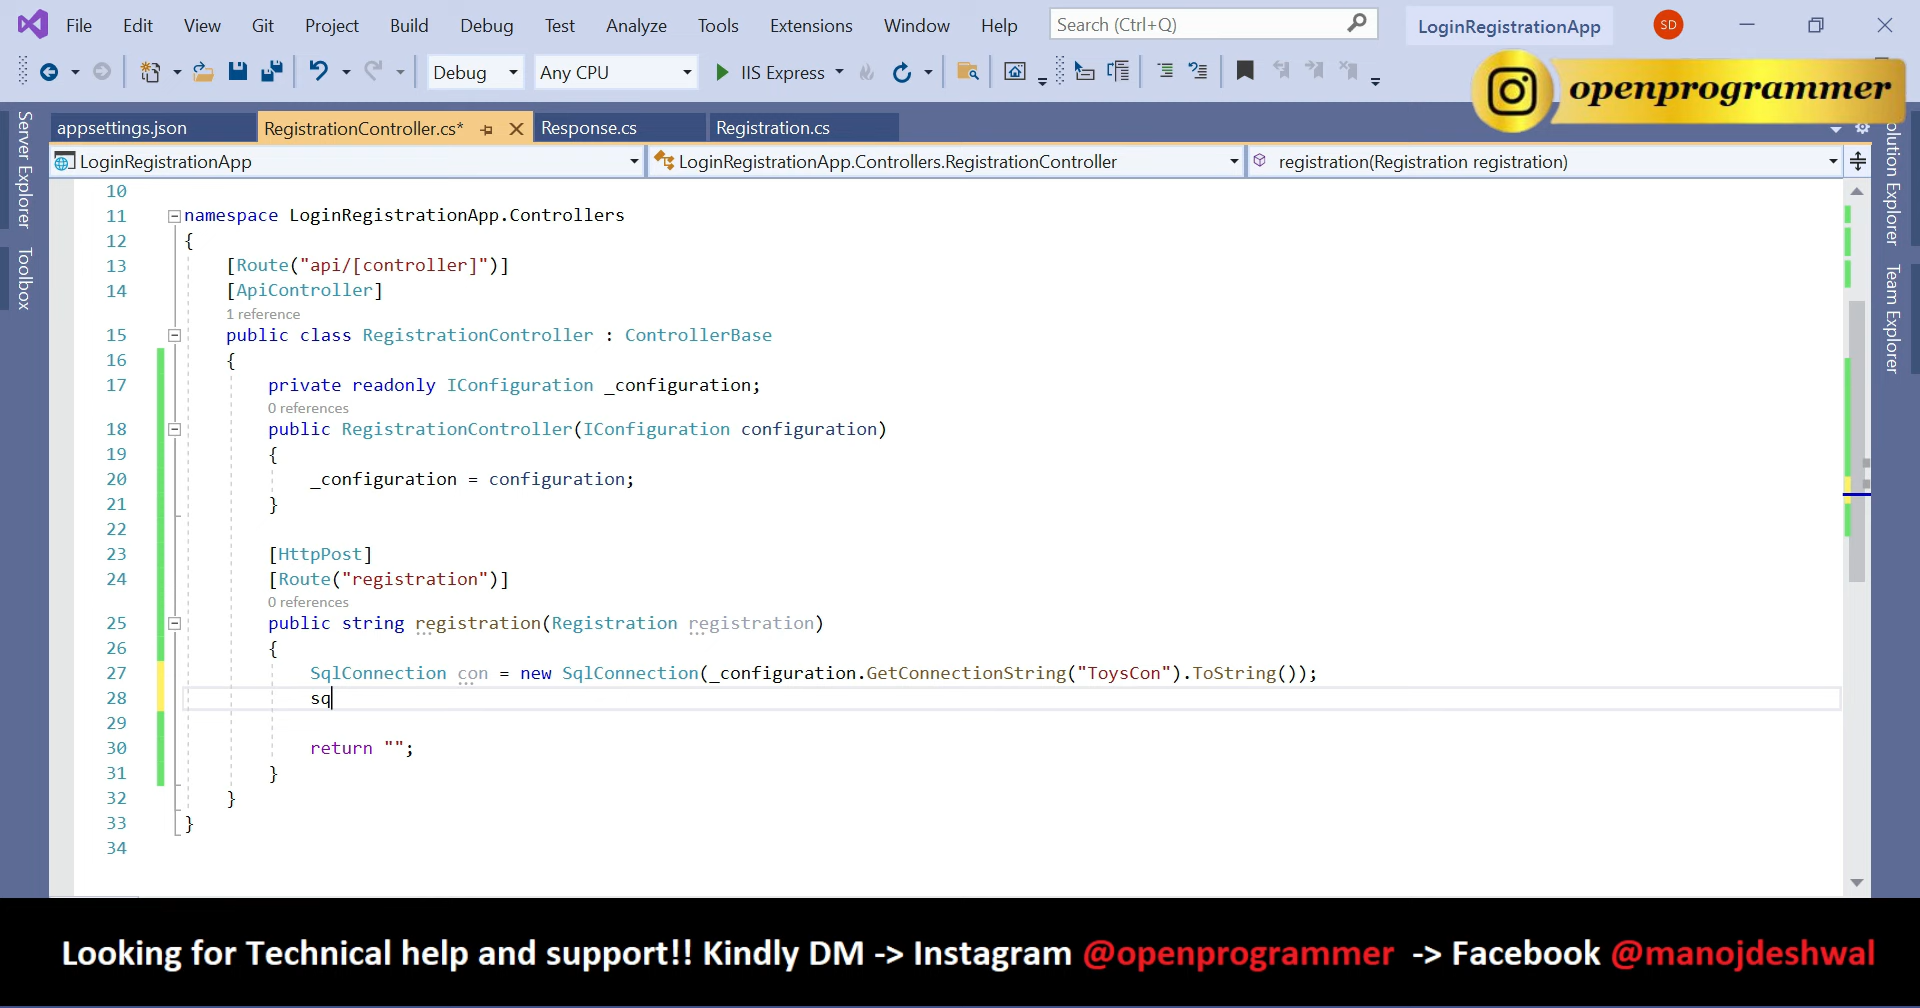 File Edit View Git Project Build Debug Test Analyze Tools Extensions Window Help Search (Ctrl+Q) LoginRegistrationApp SD
Debug Any CPU IIS Express
openprogrammer
appsettings.json RegistrationController.cs* Response.cs Registration.cs
LoginRegistrationApp LoginRegistrationApp.Controllers.RegistrationController registration(Registration registration)
Server Explorer
Toolbox
olution Explorer
Team Explorer
10
11 namespace LoginRegistrationApp.Controllers
12 {
13 [Route("api/[controller]")]
14 [ApiController]
1 reference
15 public class RegistrationController : ControllerBase
16 {
17 private readonly IConfiguration _configuration;
0 references
18 public RegistrationController(IConfiguration configuration)
19 {
20 _configuration = configuration;
21 }
22
23 [HttpPost]
24 [Route("registration")]
0 references
25 public string registration(Registration registration)
26 {
27 SqlConnection con = new SqlConnection(_configuration.GetConnectionString("ToysCon").ToString());
28 sq
29
30 return "";
31 }
32 }
33 }
34
Looking for Technical help and support!! Kindly DM -> Instagram @openprogrammer -> Facebook @manojdeshwal